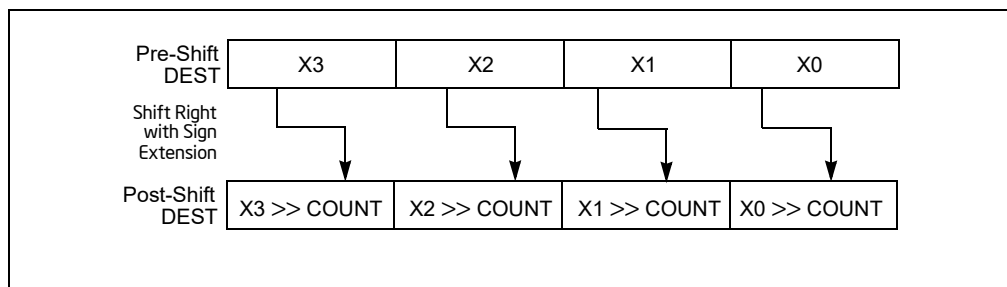 Pre-Shift
DEST
X3 X2 X1 X0
Shift Right
with Sign
Extension
Post-Shift
DEST
X3 >> COUNT X2 >> COUNT X1 >> COUNT X0 >> COUNT